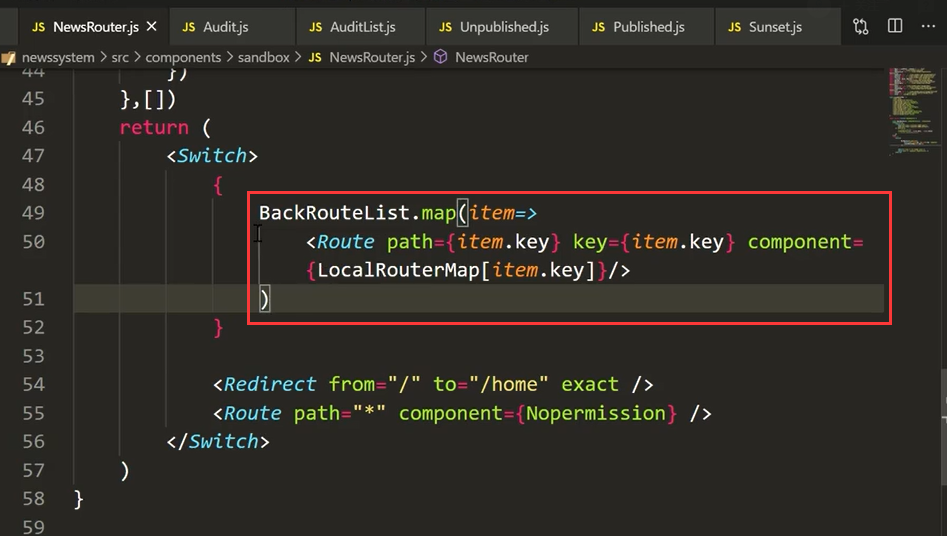 JS NewsRouter.js ✕ JS Audit.js JS AuditList.js JS Unpublished.js JS Published.js JS Sunset.js
newssystem > src > components > sandbox > JS NewsRouter.js > NewsRouter
44 })
45 },[])
46 return (
47 <Switch>
48 {
49 BackRouteList.map(item=>
50 <Route path={item.key} key={item.key} component=
{LocalRouterMap[item.key]}/>
51 )
52 }
53
54 <Redirect from="/" to="/home" exact />
55 <Route path="*" component={Nopermission} />
56 </Switch>
57 )
58 }
59